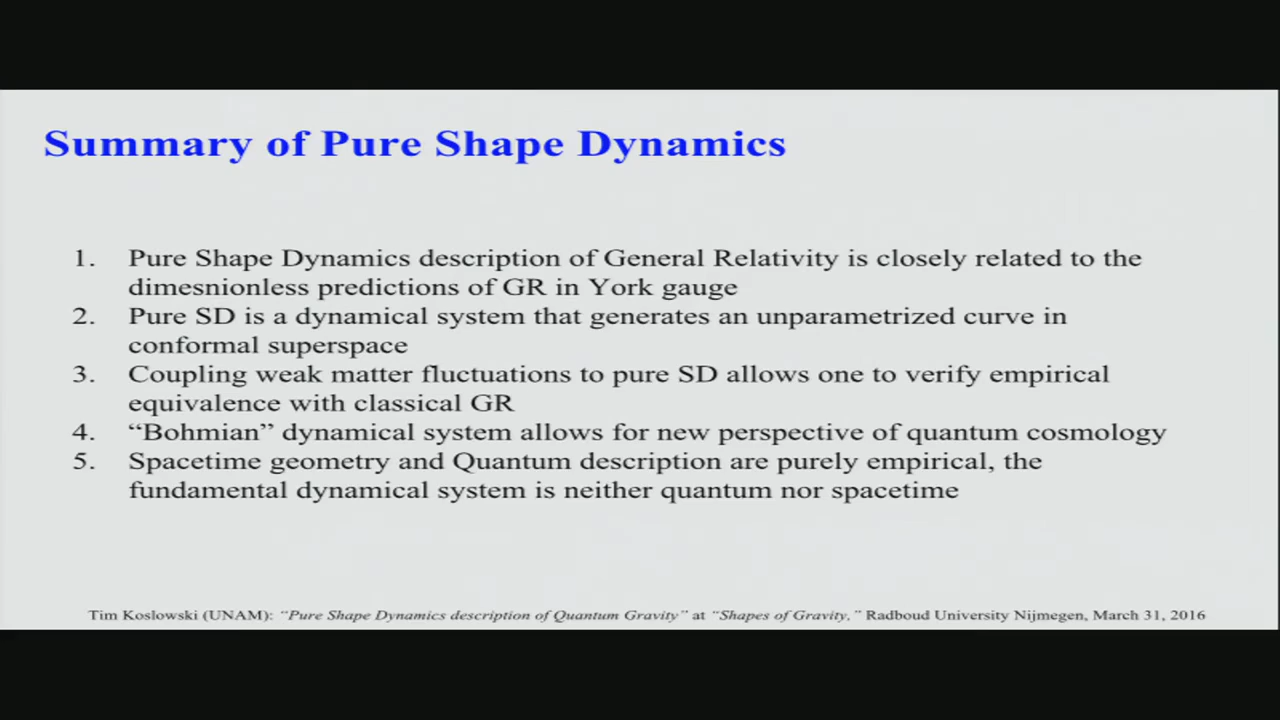 Summary of Pure Shape Dynamics
1. Pure Shape Dynamics description of General Relativity is closely related to the
dimesnionless predictions of GR in York gauge
2. Pure SD is a dynamical system that generates an unparametrized curve in
conformal superspace
3. Coupling weak matter fluctuations to pure SD allows one to verify empirical
equivalence with classical GR
4. “Bohmian” dynamical system allows for new perspective of quantum cosmology
5. Spacetime geometry and Quantum description are purely empirical, the
fundamental dynamical system is neither quantum nor spacetime
Tim Koslowski (UNAM): “Pure Shape Dynamics description of Quantum Gravity” at “Shapes of Gravity,” Radboud University Nijmegen, March 31, 2016